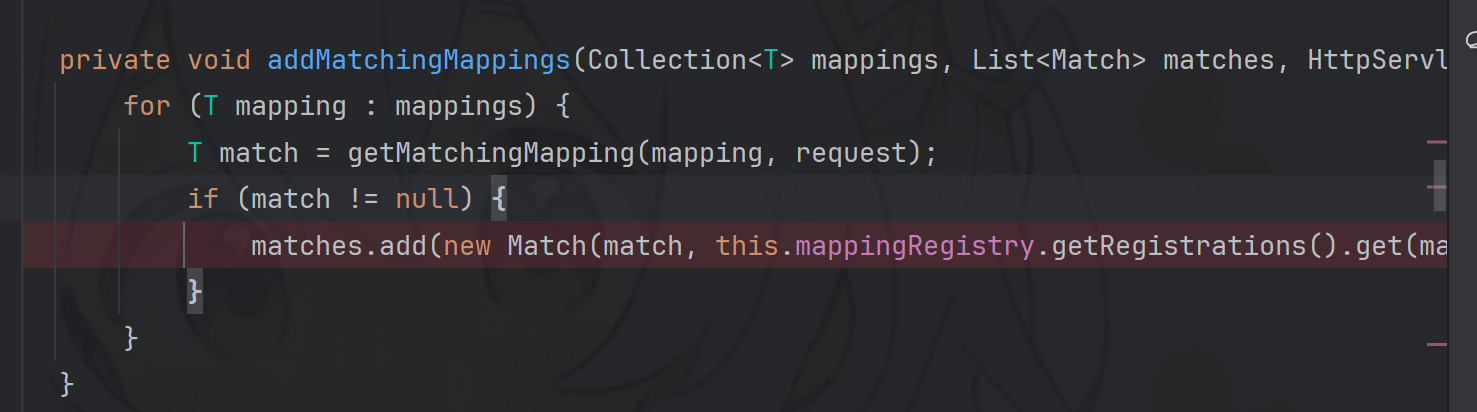 private void addMatchingMappings(Collection<T> mappings, List<Match> matches, HttpServl
for (T mapping : mappings) {
T match = getMatchingMapping(mapping, request);
if (match != null) {
matches.add(new Match(match, this.mappingRegistry.getRegistrations().get(ma
}
}
}